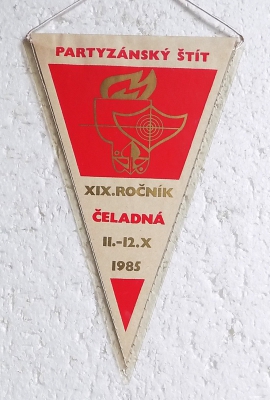 PARTYZÁNSKÝ ŠTÍT
XIX.ROČNÍK
ČELADNÁ
11.-12.X
1985